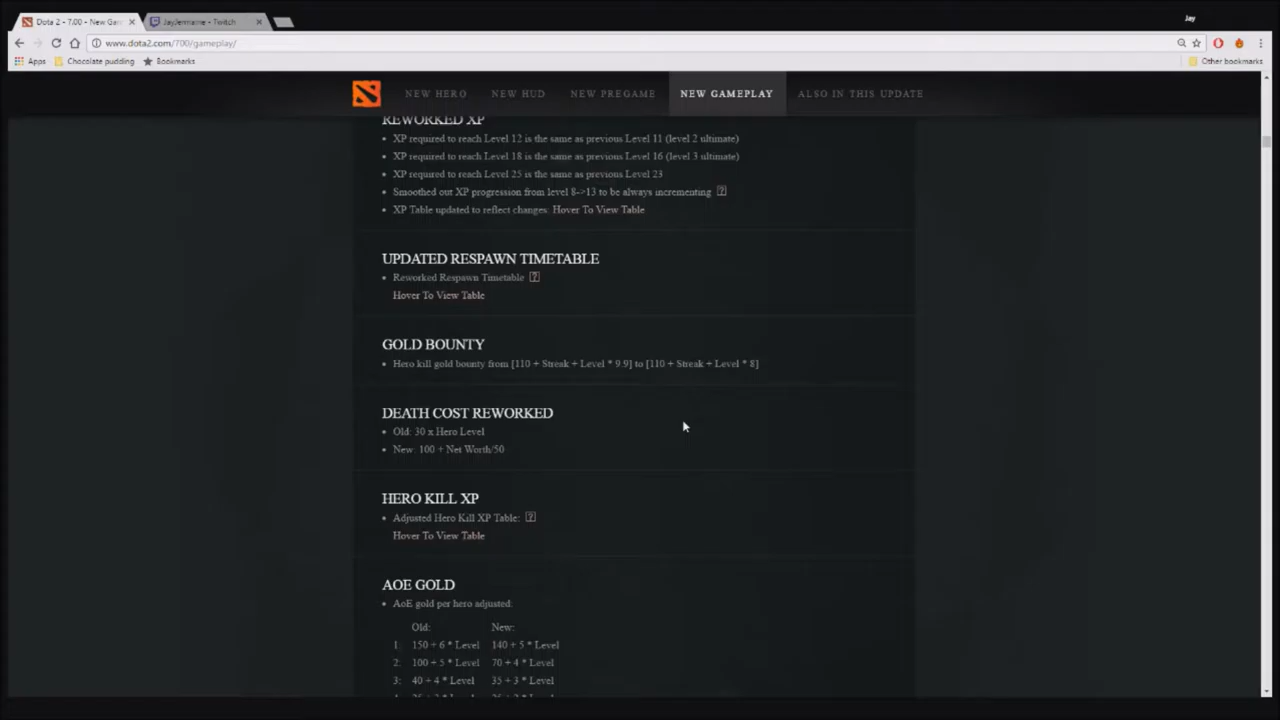 Dota 2 - 7.00 - New Gam
JayJermaine - Twitch
Jay
www.dota2.com/700/gameplay/
Apps
Chocolate pudding
Bookmarks
Other bookmarks
NEW HERO
NEW HUD
NEW PREGAME
NEW GAMEPLAY
ALSO IN THIS UPDATE
REWORKED XP
• XP required to reach Level 12 is the same as previous Level 11 (level 2 ultimate)
• XP required to reach Level 18 is the same as previous Level 16 (level 3 ultimate)
• XP required to reach Level 25 is the same as previous Level 23
• Smoothed out XP progression from level 8->13 to be always incrementing [?]
• XP Table updated to reflect changes: Hover To View Table
UPDATED RESPAWN TIMETABLE
• Reworked Respawn Timetable [?]
Hover To View Table
GOLD BOUNTY
• Hero kill gold bounty from [110 + Streak + Level * 9.9] to [110 + Streak + Level * 8]
DEATH COST REWORKED
• Old: 30 x Hero Level
• New: 100 + Net Worth/50
HERO KILL XP
• Adjusted Hero Kill XP Table: [?]
Hover To View Table
AOE GOLD
• AoE gold per hero adjusted:
Old: New:
1: 150 + 6 * Level 140 + 5 * Level
2: 100 + 5 * Level 70 + 4 * Level
3: 40 + 4 * Level 35 + 3 * Level